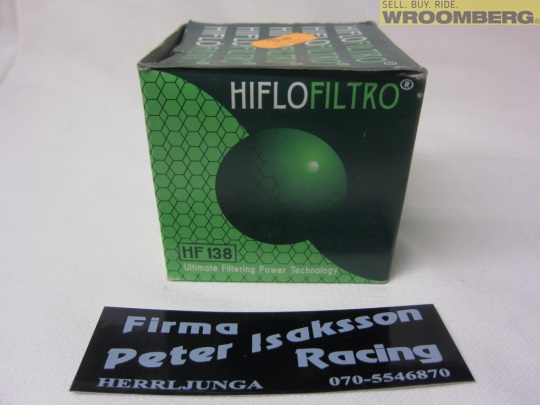 SELL. BUY. RIDE.
WROOMBERG
HIFLOFILTRO®
HF 138
Ultimate Filtering Power Technology
Firma
Peter Isaksson
Racing
HERRLJUNGA 070-5546870